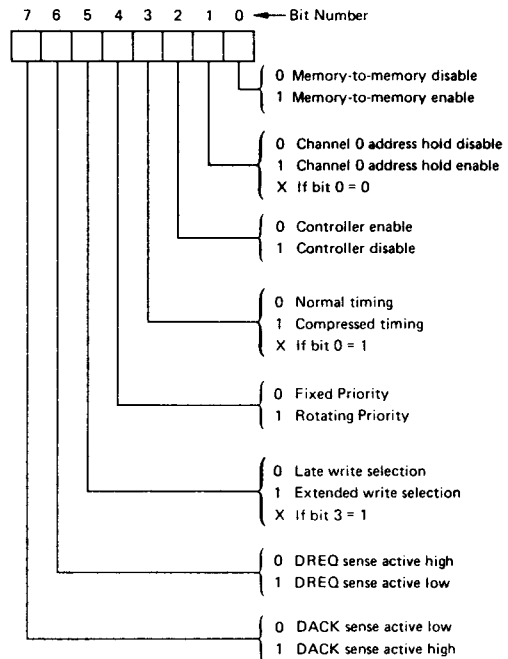 7 6 5 4 3 2 1 0 Bit Number
0 Memory-to-memory disable
1 Memory-to-memory enable
0 Channel 0 address hold disable
1 Channel 0 address hold enable
X If bit 0 = 0
0 Controller enable
1 Controller disable
0 Normal timing
1 Compressed timing
X If bit 0 = 1
0 Fixed Priority
1 Rotating Priority
0 Late write selection
1 Extended write selection
X If bit 3 = 1
0 DREQ sense active high
1 DREQ sense active low
0 DACK sense active low
1 DACK sense active high